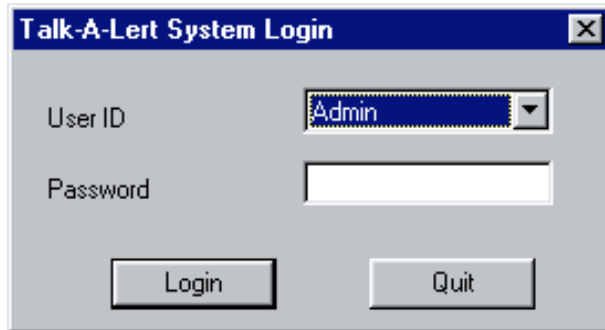 Talk-A-Lert System Login
User ID
Admin
Password
Login
Quit